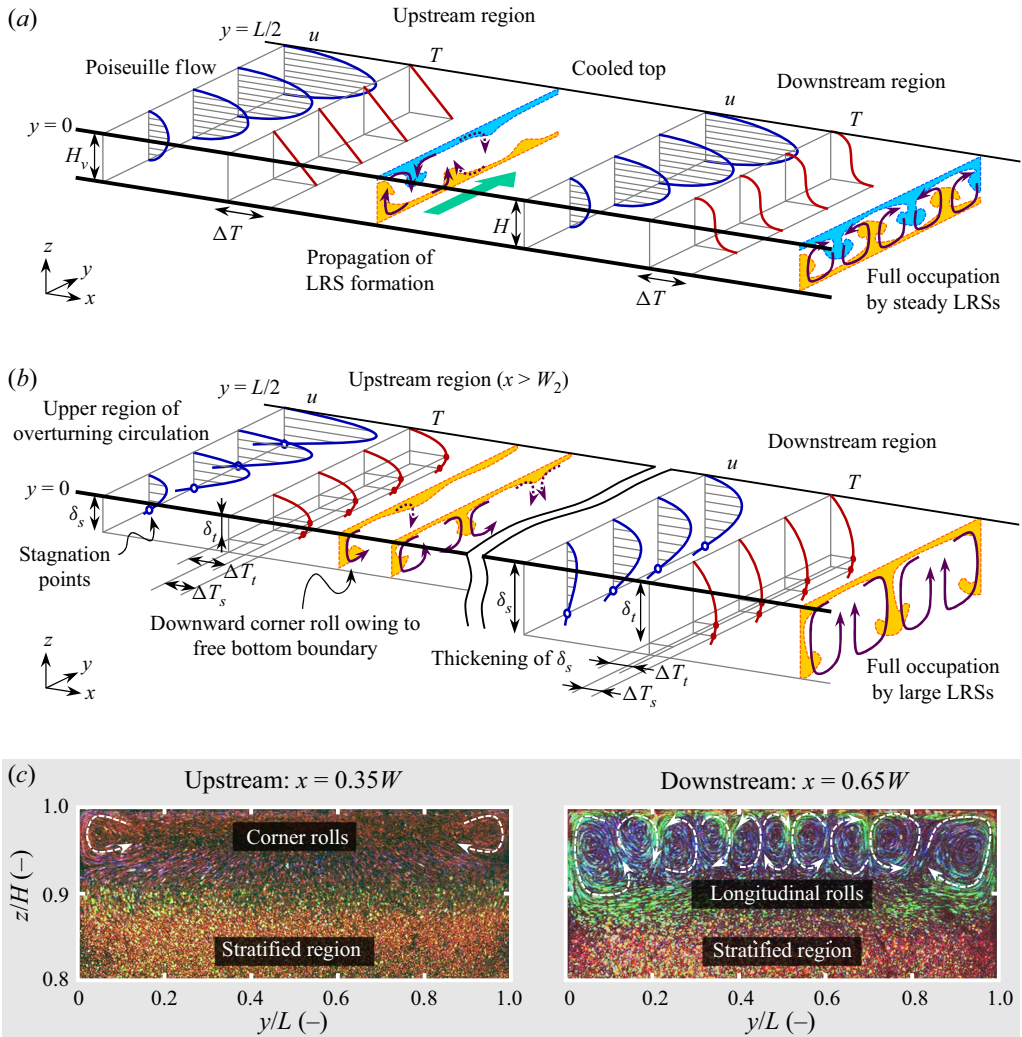 (a)
Upstream region
y = L/2
u
T
Poiseuille flow
Cooled top
Downstream region
u
T
y = 0
H_v
ΔT
H
Propagation of
LRS formation
ΔT
Full occupation
by steady LRSs
z
y
x
(b)
Upstream region (x > W_2)
y = L/2
u
T
Upper region of
overturning circulation
Downstream region
u
T
y = 0
δ_s
δ_t
Stagnation
points
ΔT_t
ΔT_s
δ_s
δ_t
Downward corner roll owing to
free bottom boundary
Thickening of δ_s
ΔT_t
ΔT_s
Full occupation
by large LRSs
z
y
x
(c)
Upstream: x = 0.35W
Downstream: x = 0.65W
1.0
0.9
0.8
z/H (–)
Corner rolls
Stratified region
Longitudinal rolls
Stratified region
0 0.2 0.4 0.6 0.8 1.0
0 0.2 0.4 0.6 0.8 1.0
y/L (–)
y/L (–)